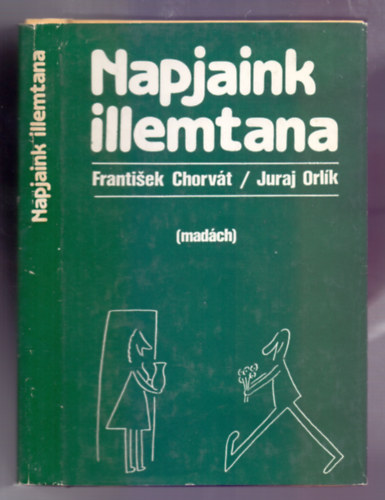 Napjaink illemtana
Napjaink
illemtana
František Chorvát / Juraj Orlík
(madách)